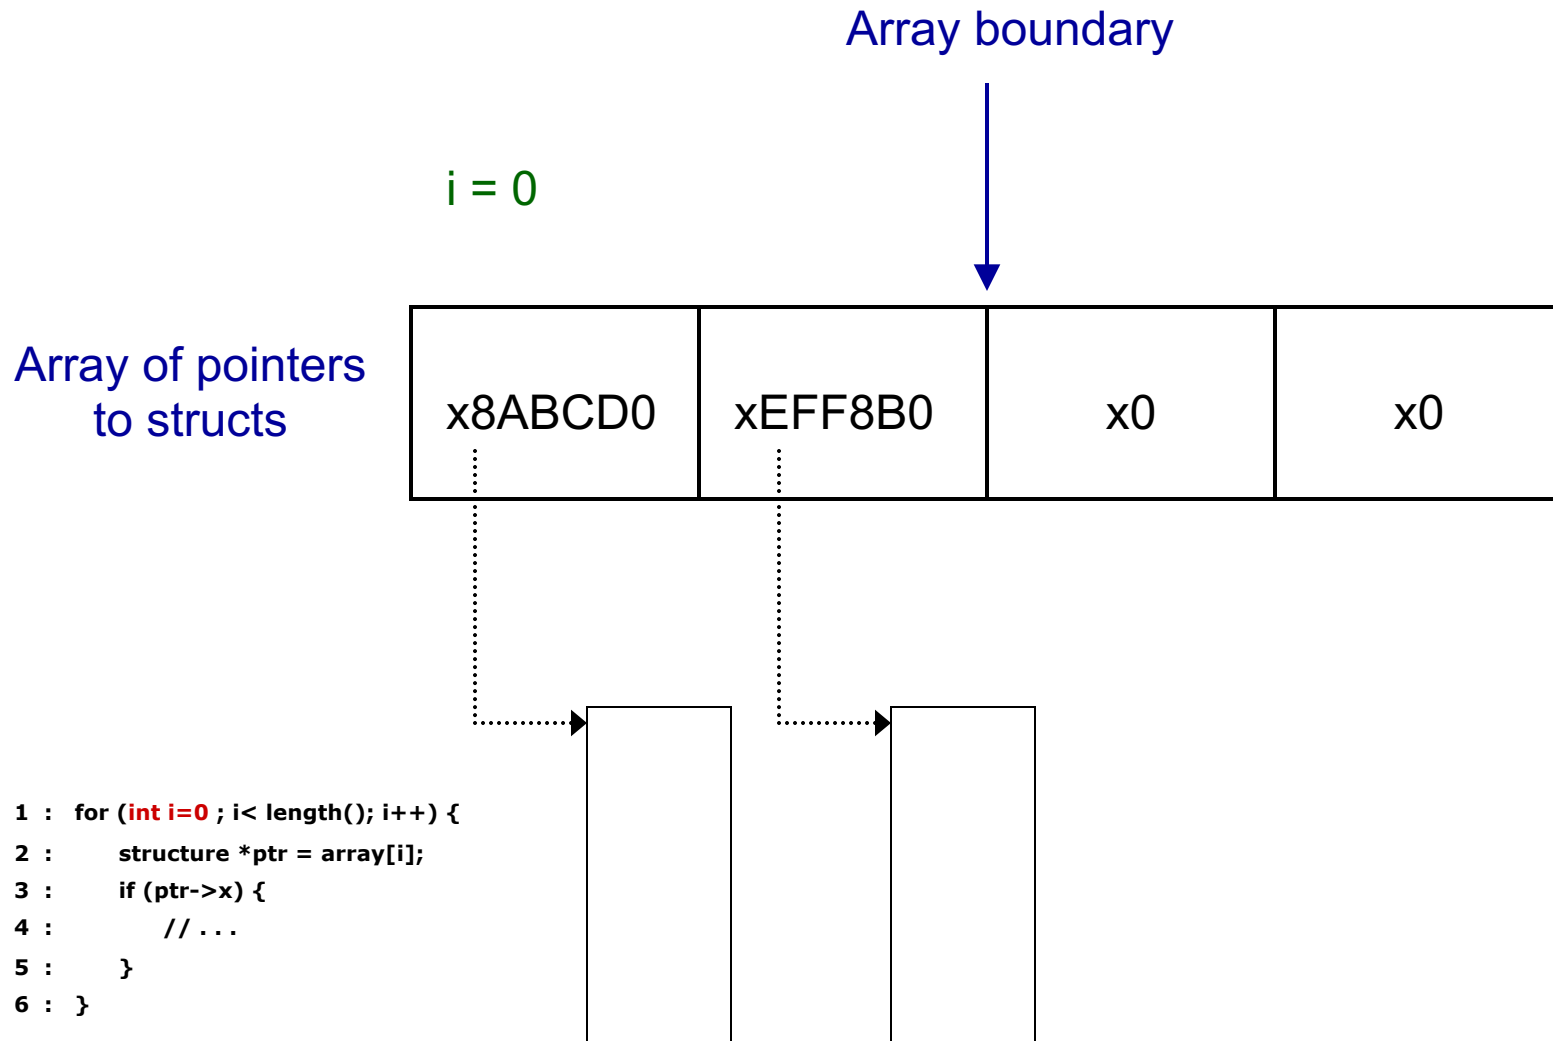 Array boundary
i = 0
Array of pointers
to structs
x8ABCD0 xEFF8B0 x0 x0
1 : for (int i=0 ; i< length(); i++) {
2 : structure *ptr = array[i];
3 : if (ptr->x) {
4 : // . . .
5 : }
6 : }